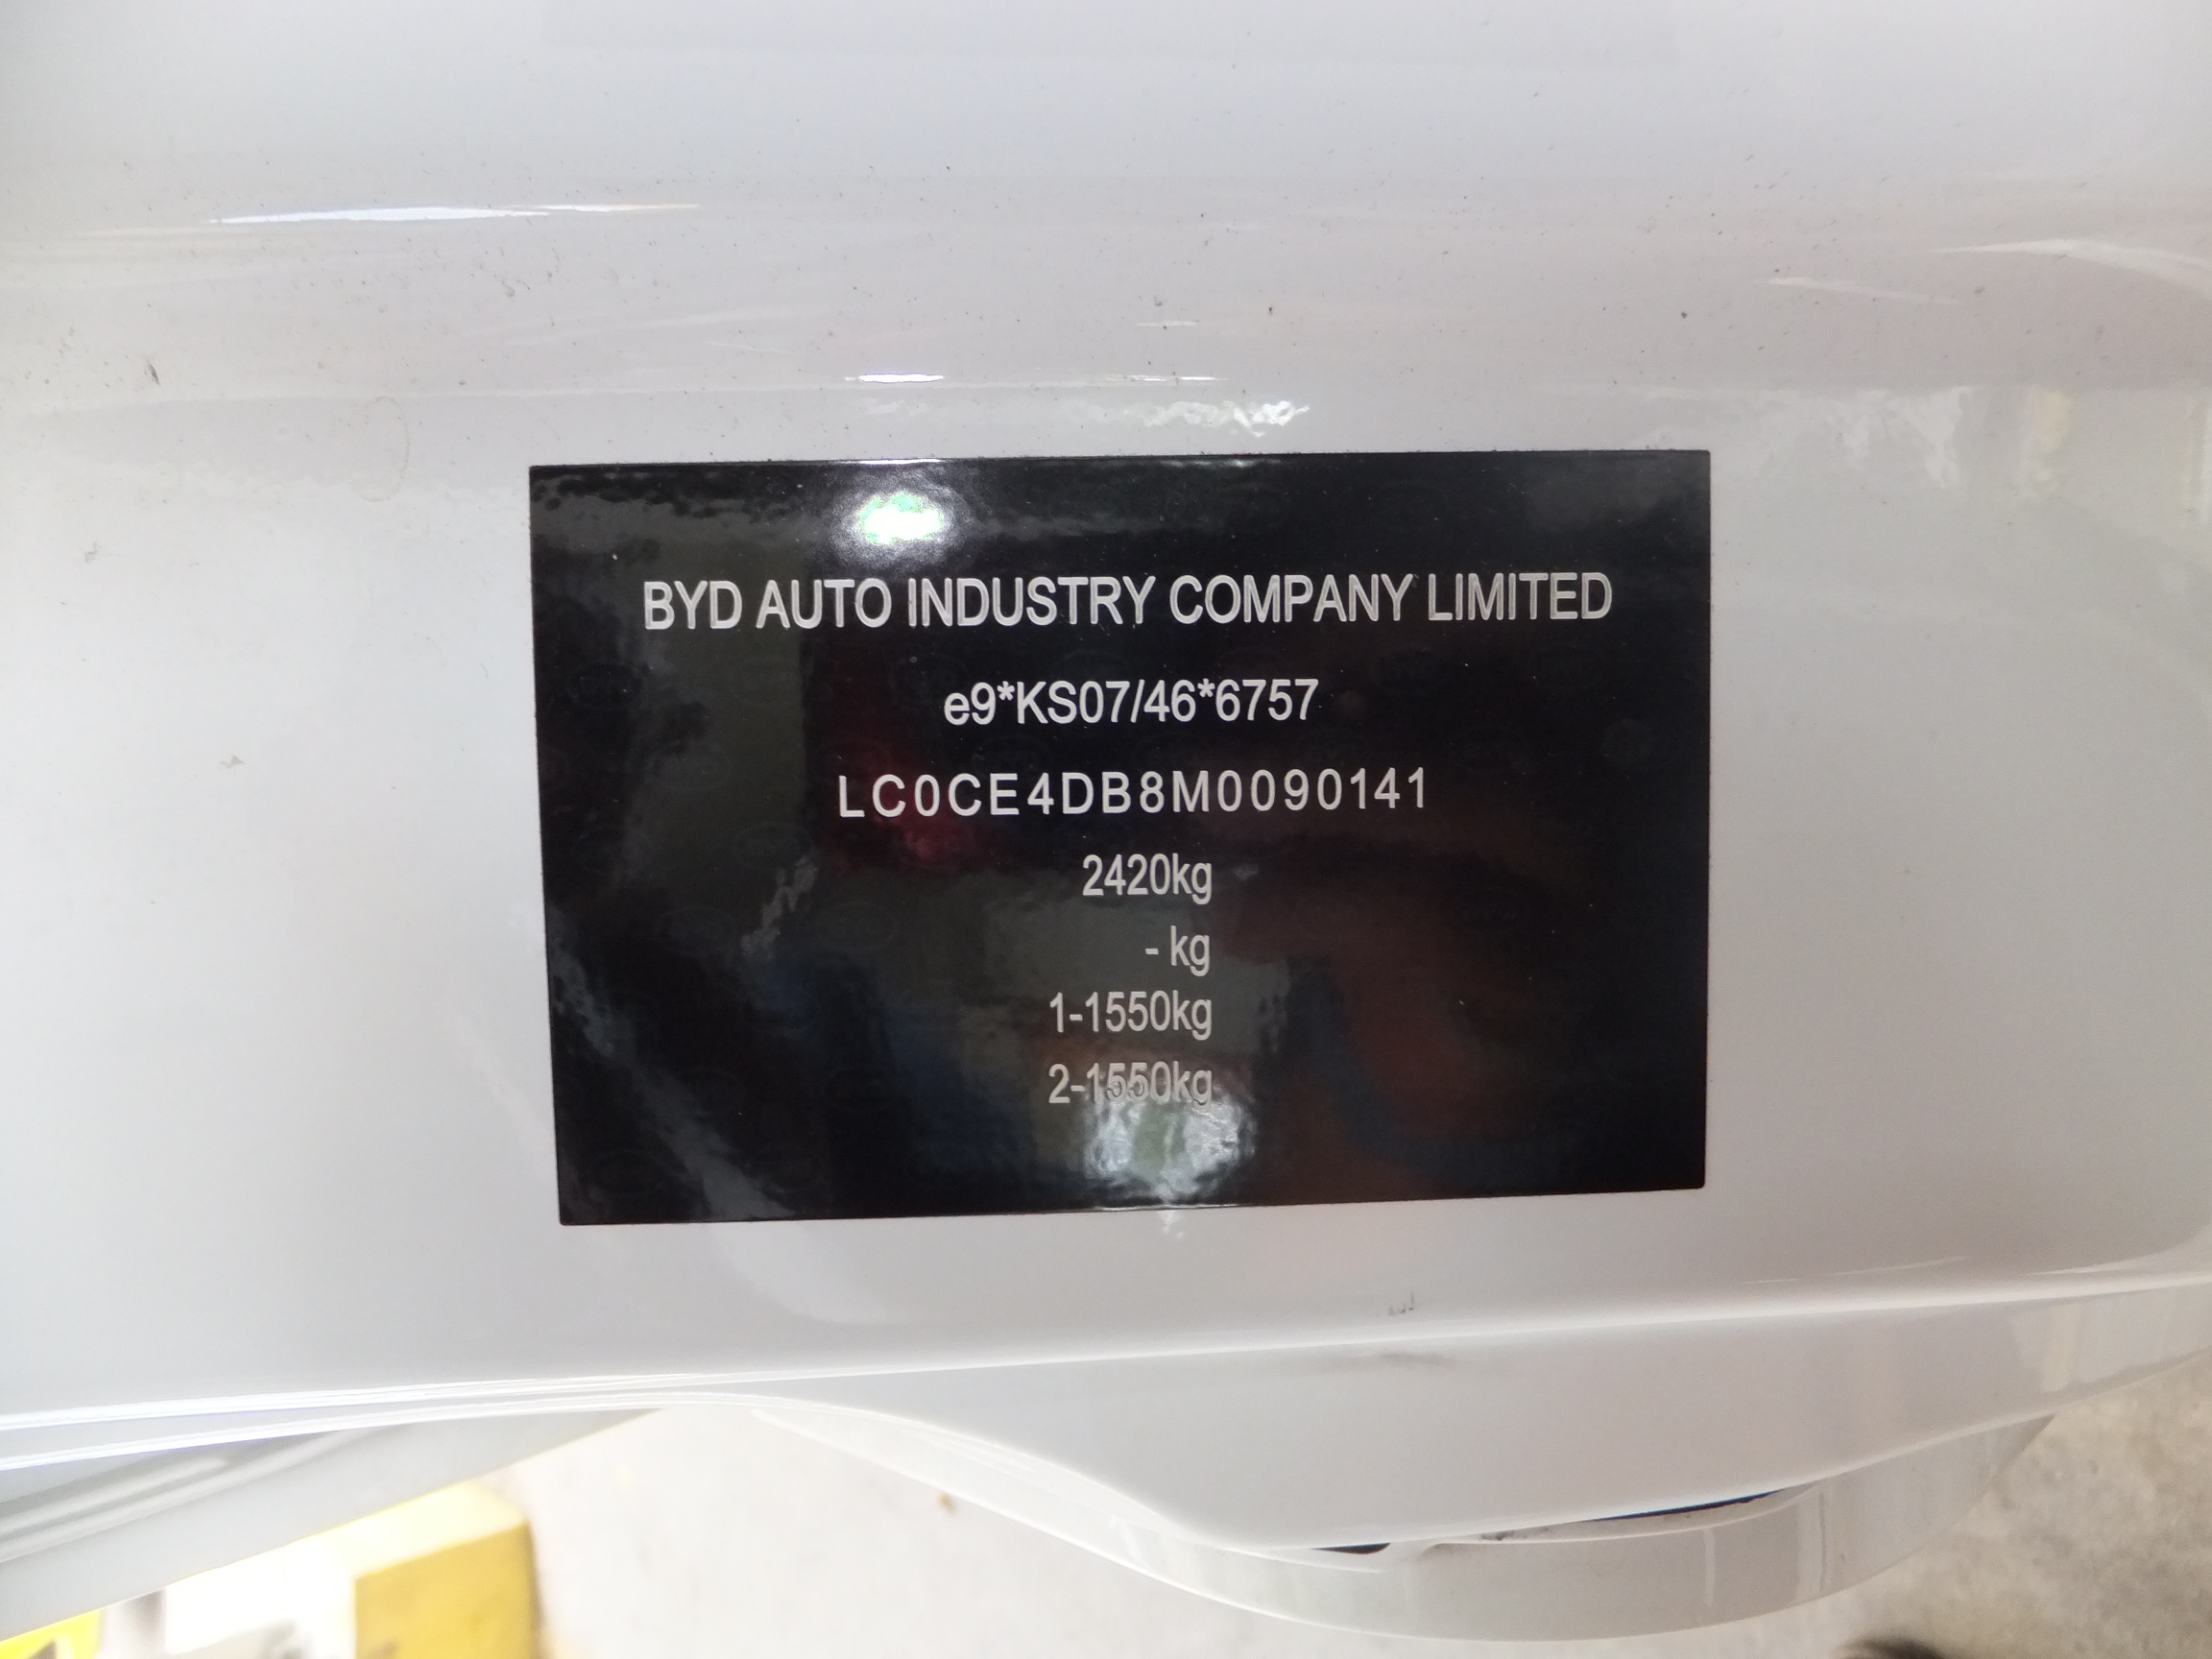 BYD AUTO INDUSTRY COMPANY LIMITED
e9*KS07/46*6757
LC0CE4DB8M0090141
2420kg
- kg
1-1550kg
2-1550kg